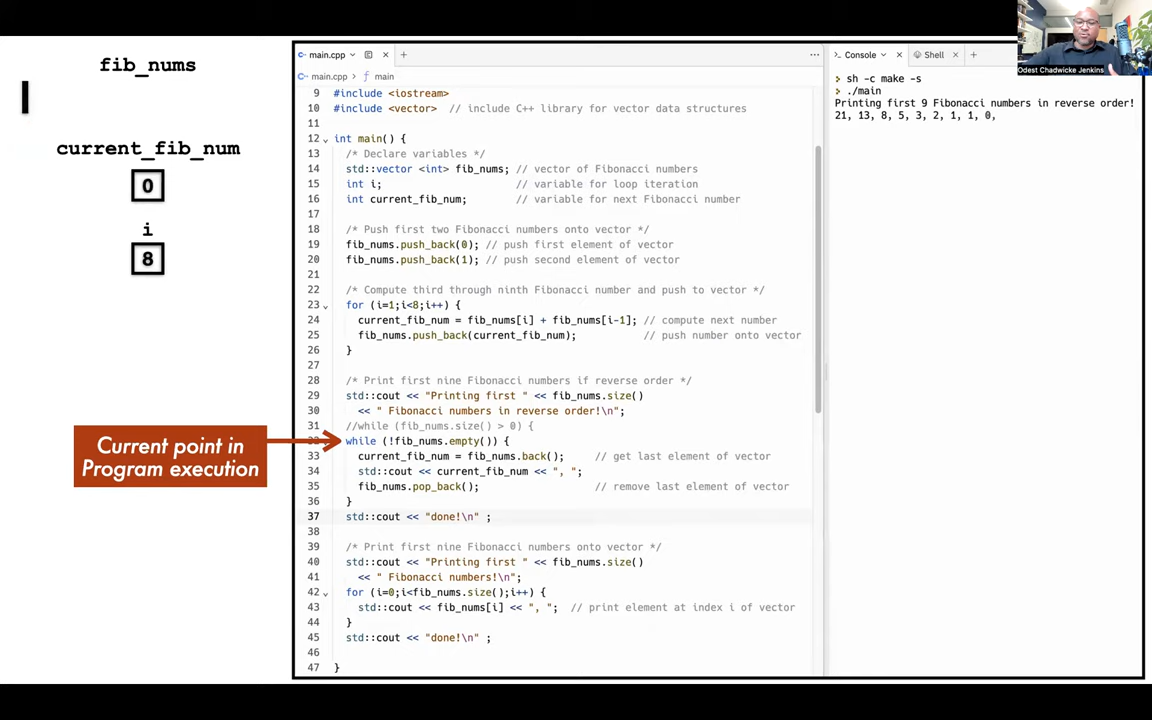 fib_nums
current_fib_num
0
i
8
Current point in
Program execution
main.cpp
main.cpp main
9 #include <iostream>
10 #include <vector> // include C++ library for vector data structures
11
12 int main() {
13 /* Declare variables */
14 std::vector <int> fib_nums; // vector of Fibonacci numbers
15 int i; // variable for loop iteration
16 int current_fib_num; // variable for next Fibonacci number
17
18 /* Push first two Fibonacci numbers onto vector */
19 fib_nums.push_back(0); // push first element of vector
20 fib_nums.push_back(1); // push second element of vector
21
22 /* Compute third through ninth Fibonacci number and push to vector */
23 for (i=1;i<8;i++) {
24 current_fib_num = fib_nums[i] + fib_nums[i-1]; // compute next number
25 fib_nums.push_back(current_fib_num); // push number onto vector
26 }
27
28 /* Print first nine Fibonacci numbers if reverse order */
29 std::cout << "Printing first " << fib_nums.size()
30 << " Fibonacci numbers in reverse order!\n";
31 //while (fib_nums.size() > 0) {
while (!fib_nums.empty()) {
33 current_fib_num = fib_nums.back(); // get last element of vector
34 std::cout << current_fib_num << ", ";
35 fib_nums.pop_back(); // remove last element of vector
36 }
37 std::cout << "done!\n" ;
38
39 /* Print first nine Fibonacci numbers onto vector */
40 std::cout << "Printing first " << fib_nums.size()
41 << " Fibonacci numbers!\n";
42 for (i=0;i<fib_nums.size();i++) {
43 std::cout << fib_nums[i] << ", "; // print element at index i of vector
44 }
45 std::cout << "done!\n" ;
46
47 }
Console Shell
sh -c make -s
./main
Printing first 9 Fibonacci numbers in reverse order!
21, 13, 8, 5, 3, 2, 1, 1, 0,
Odest Chadwicke Jenkins